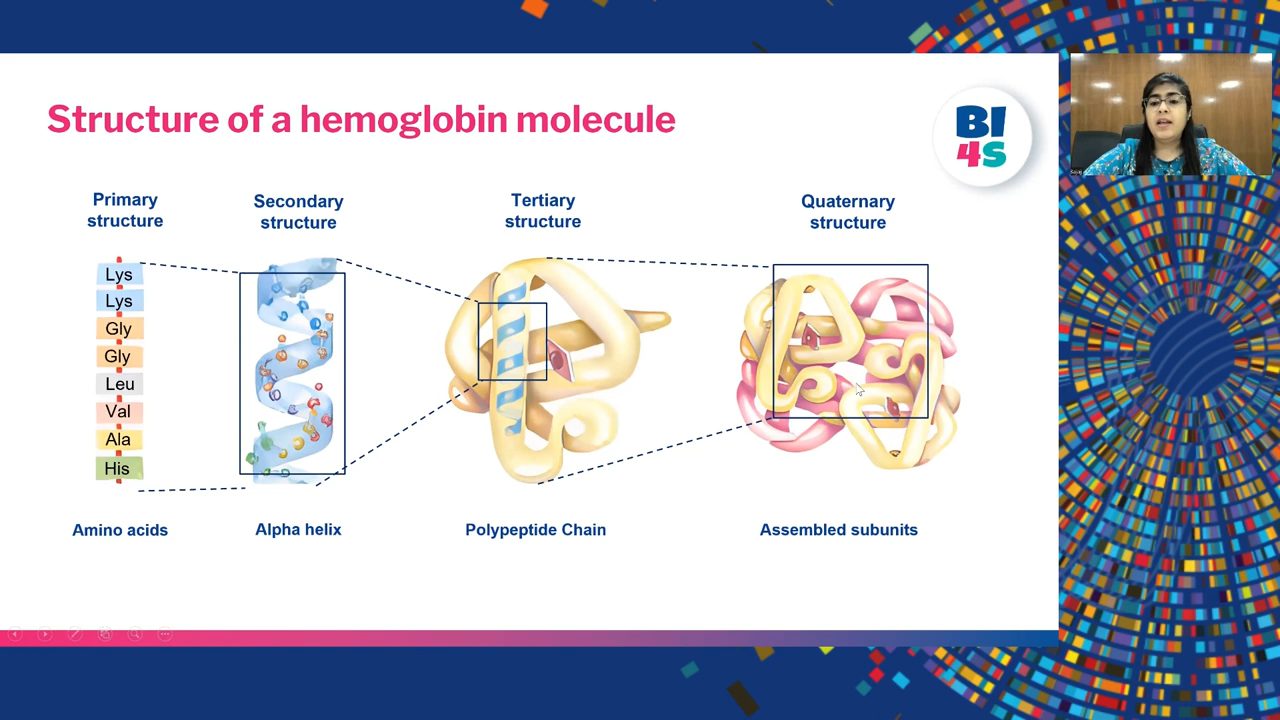 Structure of a hemoglobin molecule
BI
4S
Primary
structure
Secondary
structure
Tertiary
structure
Quaternary
structure
Lys
Lys
Gly
Gly
Leu
Val
Ala
His
Amino acids
Alpha helix
Polypeptide Chain
Assembled subunits